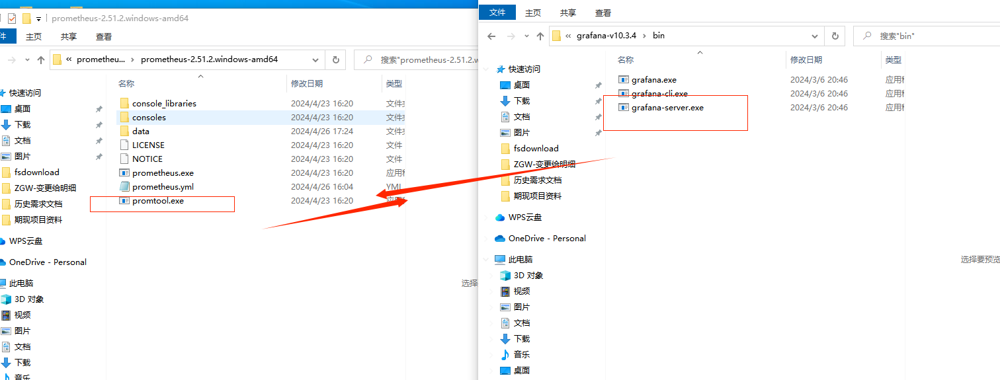 prometheus-2.51.2.windows-amd64
件 主页 共享 查看
« prometheu... › prometheus-2.51.2.windows-amd64
搜索"prometheus-2.51.2.w
名称 修改日期 类型
快速访问
桌面
下载
文档
图片
fsdownload
ZGW-变更给明细
历史需求文档
期现项目资料
WPS云盘
OneDrive - Personal
此电脑
3D 对象
视频
图片
文档
下载
音乐
console_libraries 2024/4/23 16:20 文件夹
consoles 2024/4/23 16:20 文件夹
data 2024/4/26 17:24 文件夹
LICENSE 2024/4/23 16:20 文件
NOTICE 2024/4/23 16:20 文件
prometheus.exe 2024/4/23 16:20 应用
prometheus.yml 2024/4/26 16:04 YML
promtool.exe 2024/4/23 16:20 应用
选择
文件 主页 共享 查看
« grafana-v10.3.4 › bin
搜索"bin"
名称 修改日期 类型
快速访问
桌面
下载
文档
图片
fsdownload
ZGW-变更给明细
历史需求文档
期现项目资料
WPS云盘
OneDrive - Personal
此电脑
3D 对象
视频
图片
文档
下载
音乐
桌面
grafana.exe 2024/3/6 20:46 应用
grafana-cli.exe 2024/3/6 20:46 应用
grafana-server.exe 2024/3/6 20:46 应用
选择要预览